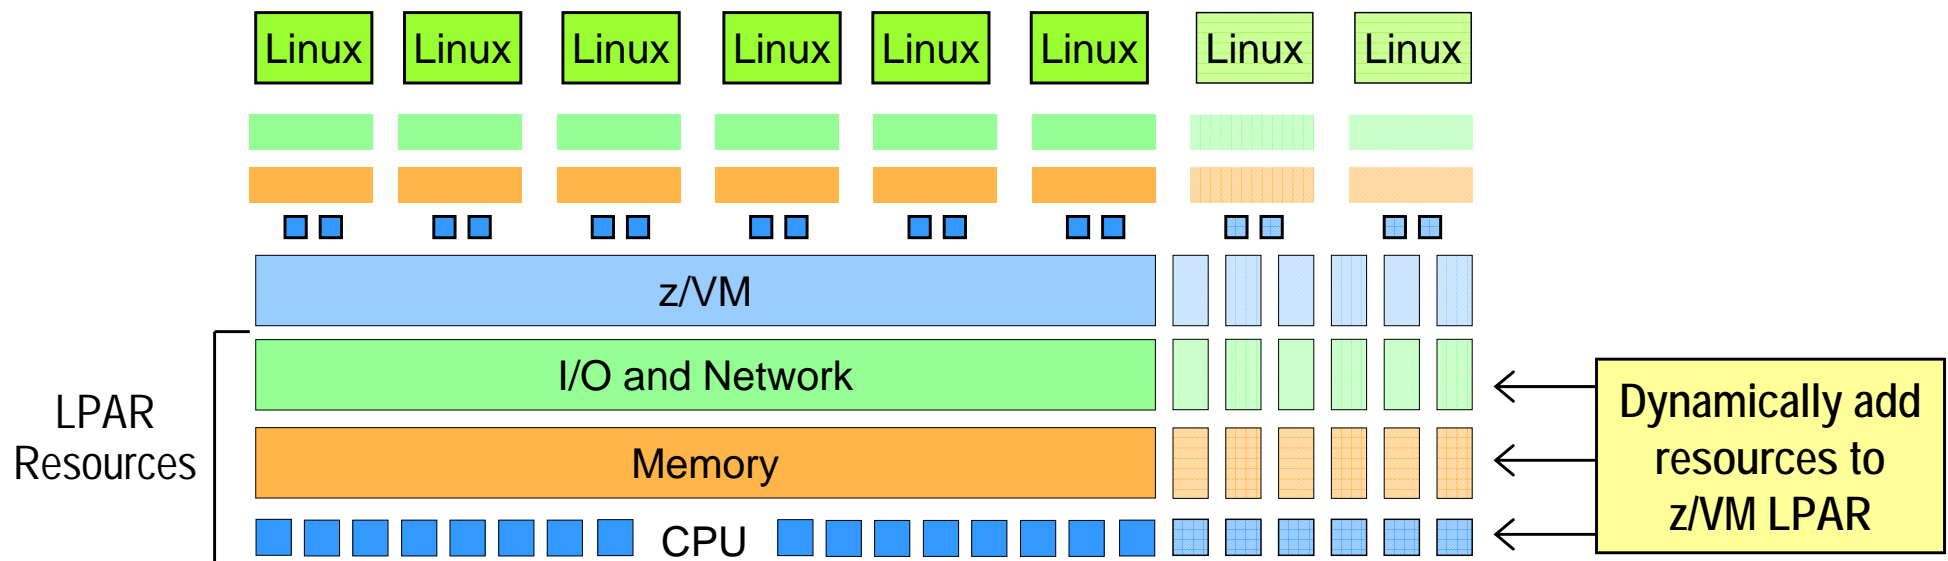 Linux Linux Linux Linux Linux Linux Linux Linux
z/VM
I/O and Network
Memory
CPU
LPAR
Resources
Dynamically add
resources to
z/VM LPAR